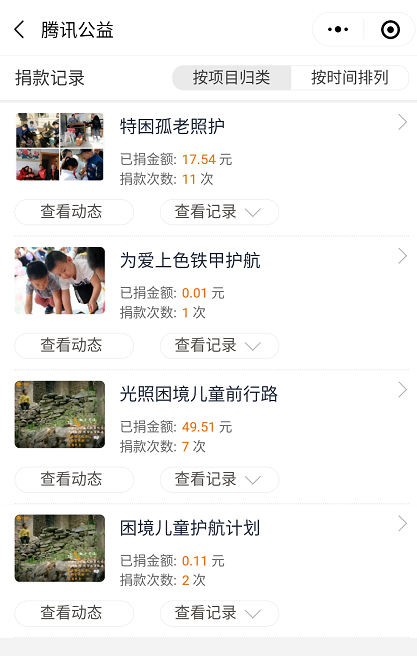 腾讯公益
捐款记录
按项目归类 按时间排列
特困孤老照护
已捐金额: 17.54 元
捐款次数: 11 次
查看动态 查看记录
为爱上色铁甲护航
已捐金额: 0.01 元
捐款次数: 1 次
查看动态 查看记录
光照困境儿童前行路
已捐金额: 49.51 元
捐款次数: 7 次
查看动态 查看记录
困境儿童护航计划
已捐金额: 0.11 元
捐款次数: 2 次
查看动态 查看记录